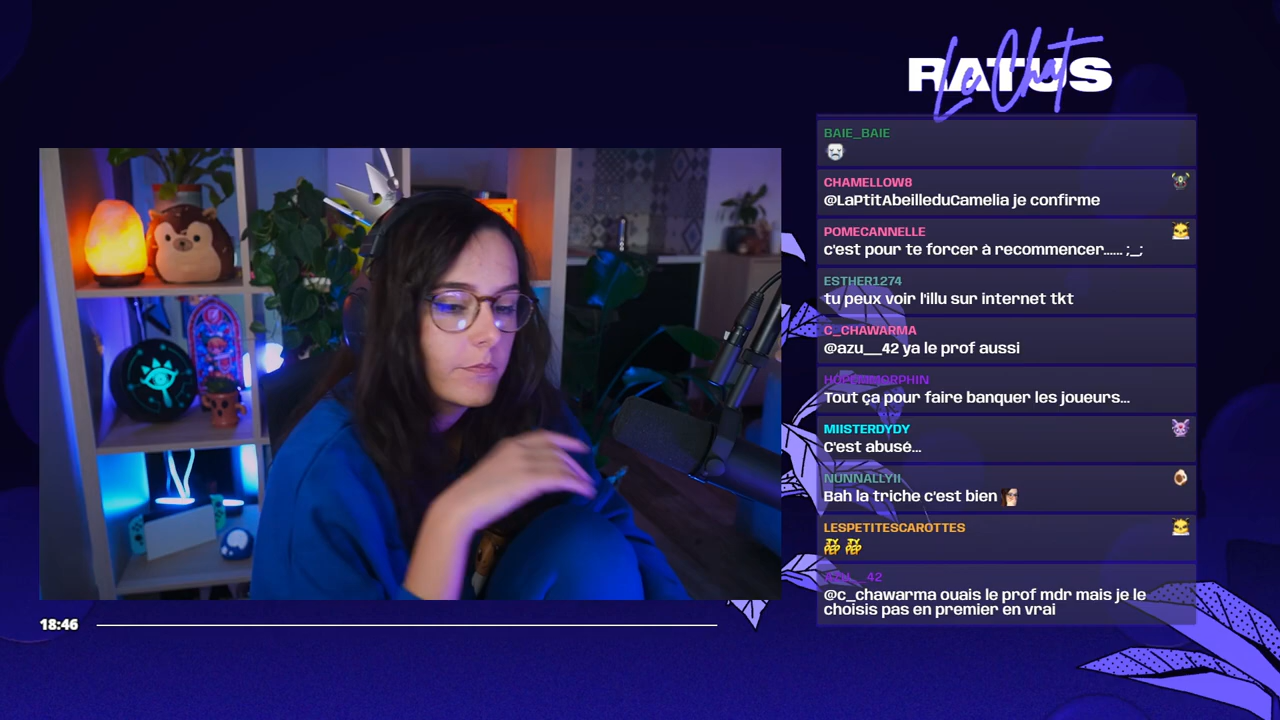 RATUS
Le Chat
BAIE_BAIE
CHAMELLOW8
@LaPtitAbeilleduCamelia je confirme
POMECANNELLE
c'est pour te forcer à recommencer...... ;_;
ESTHER1274
tu peux voir l'illu sur internet tkt
C_CHAWARMA
@azu__42 ya le prof aussi
Tout ça pour faire banquer les joueurs...
MIISTERDYDY
C'est abusé...
NUNNALLYII
Bah la triche c'est bien
LESPETITESCAROTTES
AZU__42
@c_chawarma ouais le prof mdr mais je le
choisis pas en premier en vrai
18:46